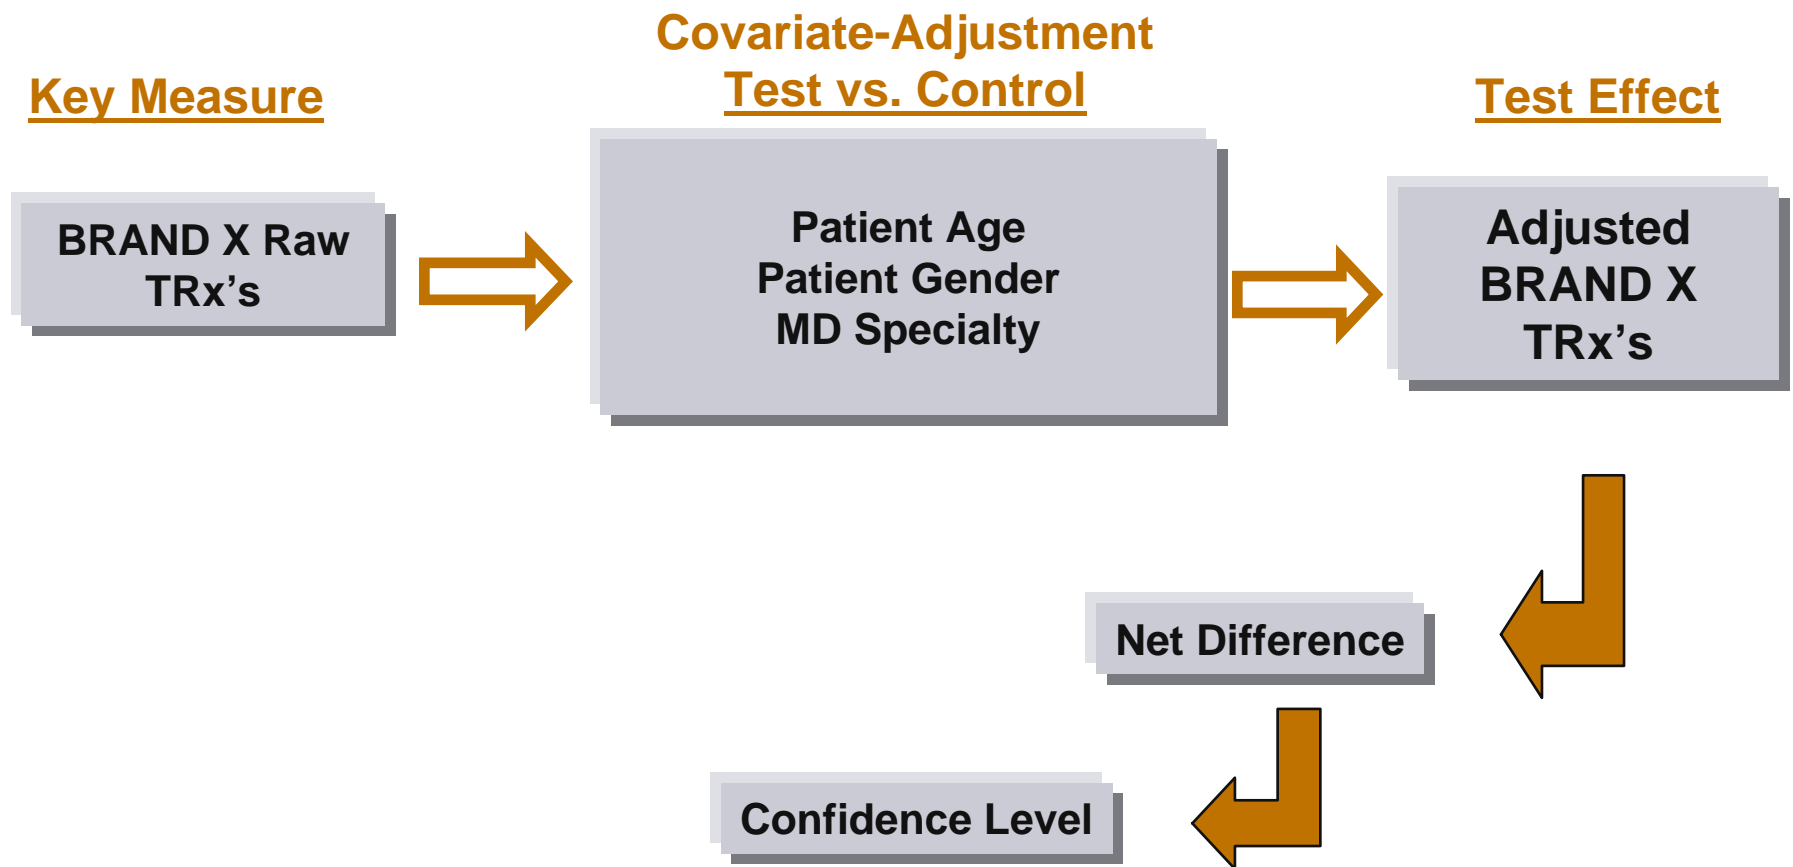 Covariate-Adjustment
Test vs. Control
Key Measure
Test Effect
BRAND X Raw
TRx’s
Patient Age
Patient Gender
MD Specialty
Adjusted
BRAND X
TRx’s
Net Difference
Confidence Level